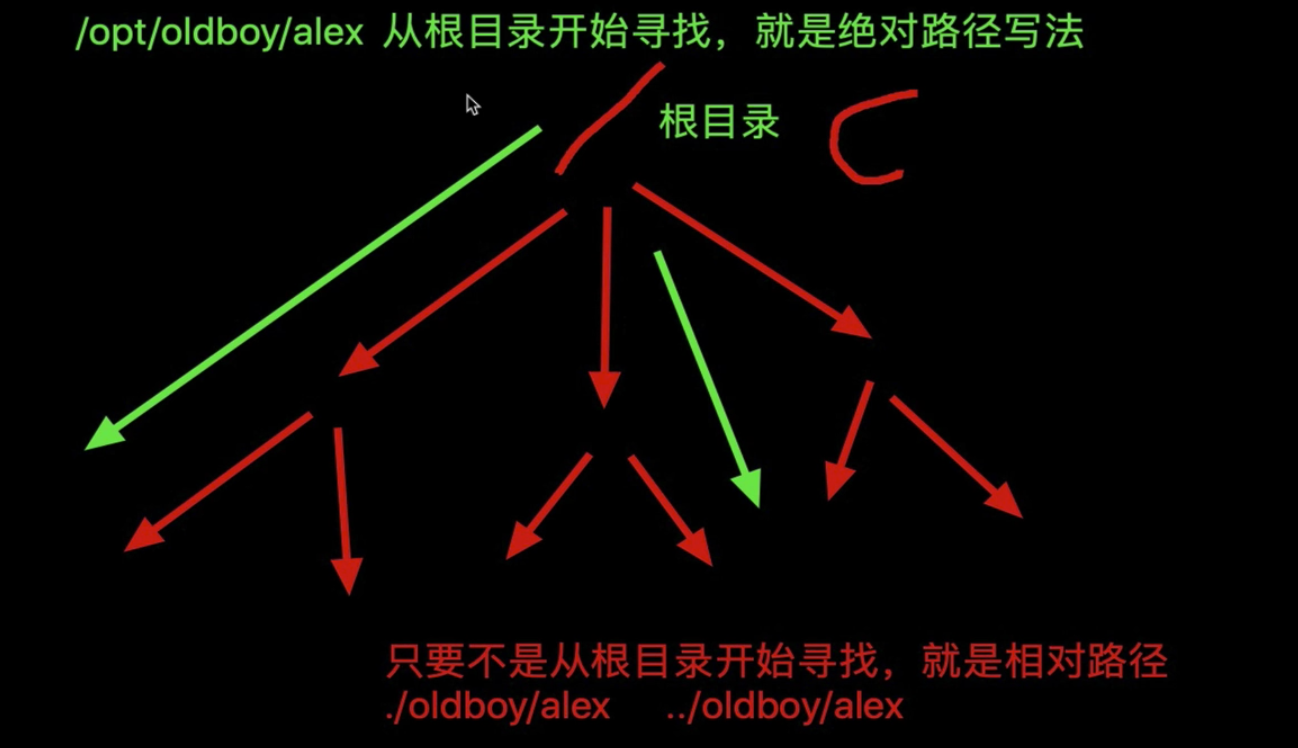 /opt/oldboy/alex 从根目录开始寻找，就是绝对路径写法
/ 根目录 C
只要不是从根目录开始寻找，就是相对路径
./oldboy/alex ../oldboy/alex